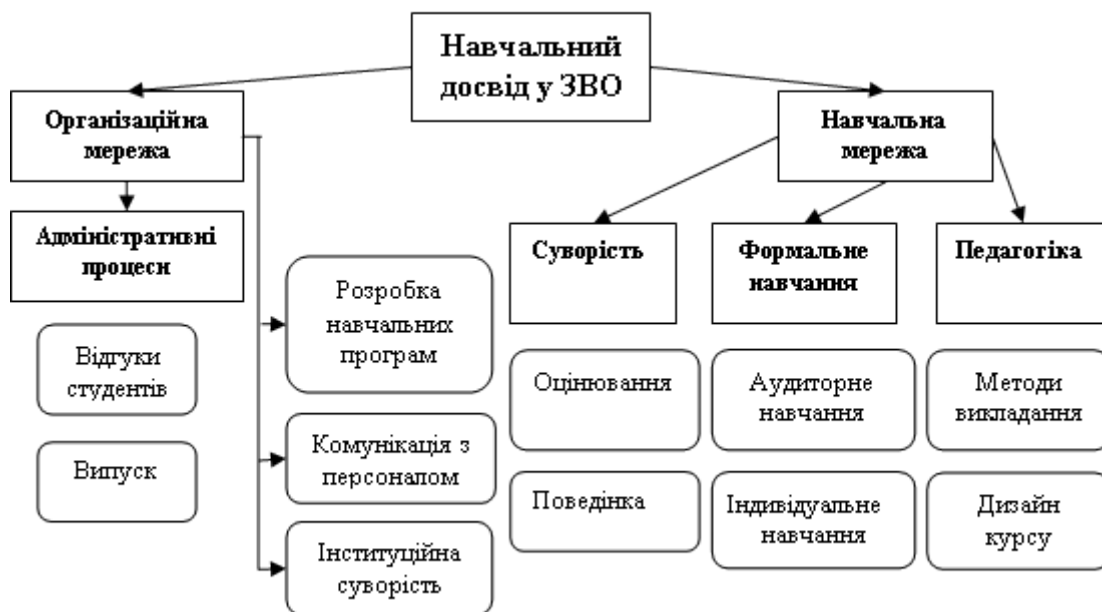 Навчальний
досвід у ЗВО
Організаційна
мережа
Навчальна
мережа
Адміністративні
процеси
Суворість
Формальне
навчання
Педагогіка
Розробка
навчальних
програм
Відгуки
студентів
Оцінювання
Аудиторне
навчання
Методи
викладання
Випуск
Комунікація з
персоналом
Поведінка
Індивідуальне
навчання
Дизайн
курсу
Інституційна
суворість